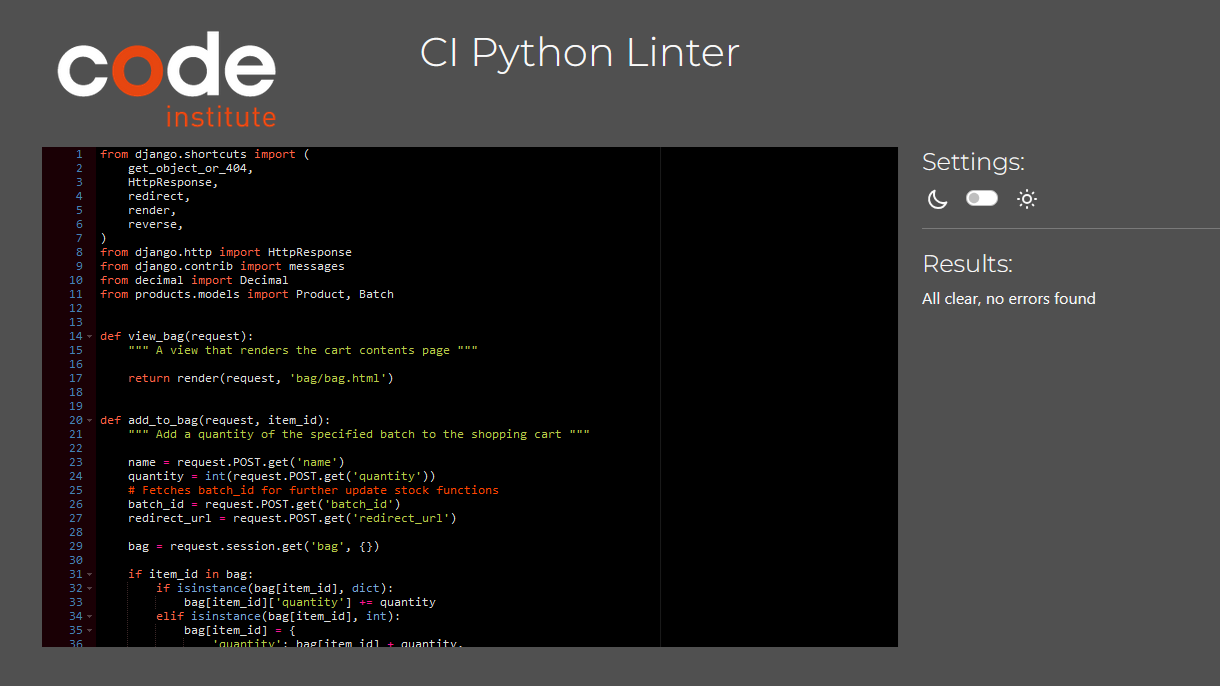 code
institute
CI Python Linter
1 from django.shortcuts import (
2     get_object_or_404,
3     HttpResponse,
4     redirect,
5     render,
6     reverse,
7 )
8 from django.http import HttpResponse
9 from django.contrib import messages
10 from decimal import Decimal
11 from products.models import Product, Batch
12
13
14 def view_bag(request):
15     """ A view that renders the cart contents page """
16
17     return render(request, 'bag/bag.html')
18
19
20 def add_to_bag(request, item_id):
21     """ Add a quantity of the specified batch to the shopping cart """
22
23     name = request.POST.get('name')
24     quantity = int(request.POST.get('quantity'))
25     # Fetches batch_id for further update stock functions
26     batch_id = request.POST.get('batch_id')
27     redirect_url = request.POST.get('redirect_url')
28
29     bag = request.session.get('bag', {})
30
31     if item_id in bag:
32         if isinstance(bag[item_id], dict):
33             bag[item_id]['quantity'] += quantity
34         elif isinstance(bag[item_id], int):
35             bag[item_id] = {
36                 'quantity': bag[item_id] + quantity,
Settings:
Results:
All clear, no errors found